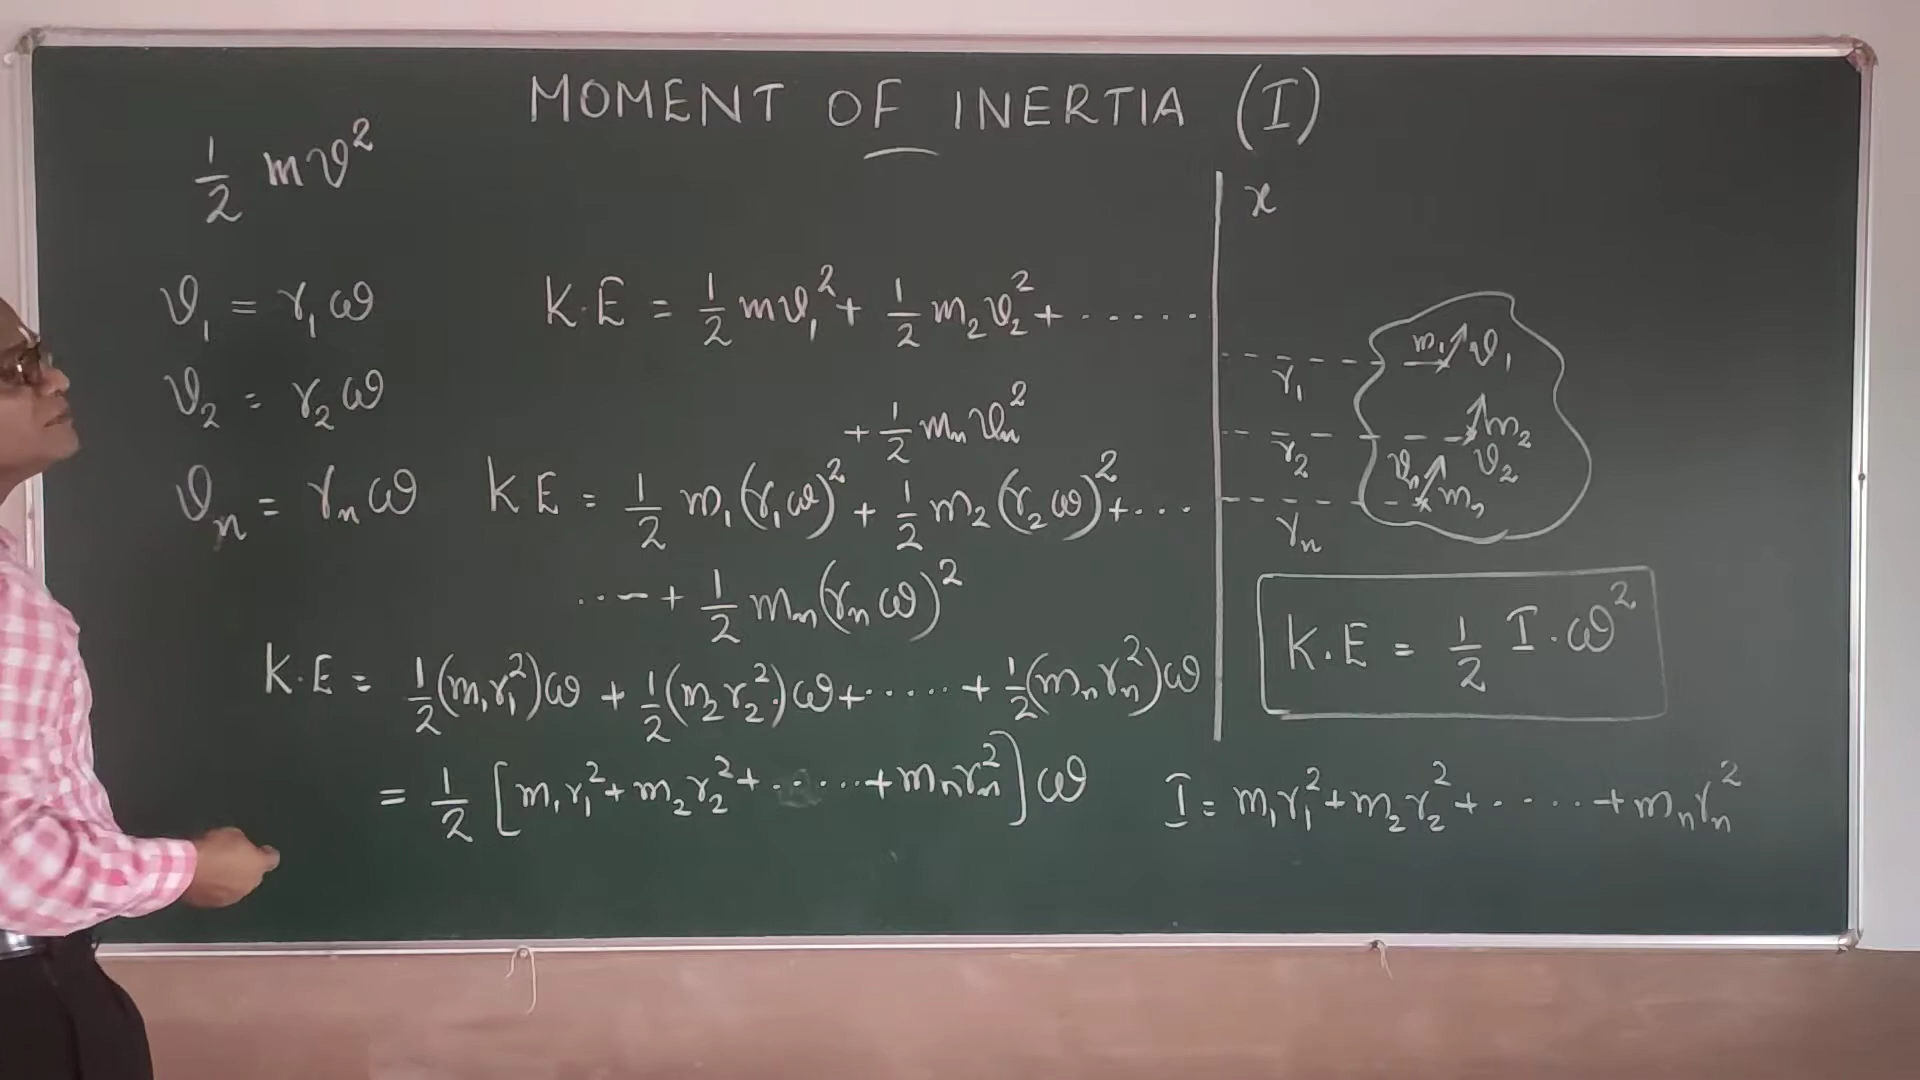 MOMENT OF INERTIA (I)
1/2 mv²
v₁ = r₁ω
v₂ = r₂ω
vₙ = rₙω
K.E = 1/2 mv₁² + 1/2 m₂v₂² + ......
+ 1/2 mₙvₙ²
K E = 1/2 m₁(r₁ω)² + 1/2 m₂(r₂ω)² + ...
... + 1/2 mₙ(rₙω)²
K.E = 1/2(m₁r₁²)ω + 1/2(m₂r₂²)ω + ..... + 1/2(mₙrₙ²)ω
= 1/2 [m₁r₁² + m₂r₂² + ..... + mₙrₙ²] ω
x
m₁ v₁
r₁
m₂
r₂
v₂
vₙ mₙ
rₙ
K.E = 1/2 I.ω²
I = m₁r₁² + m₂r₂² + ..... + mₙrₙ²